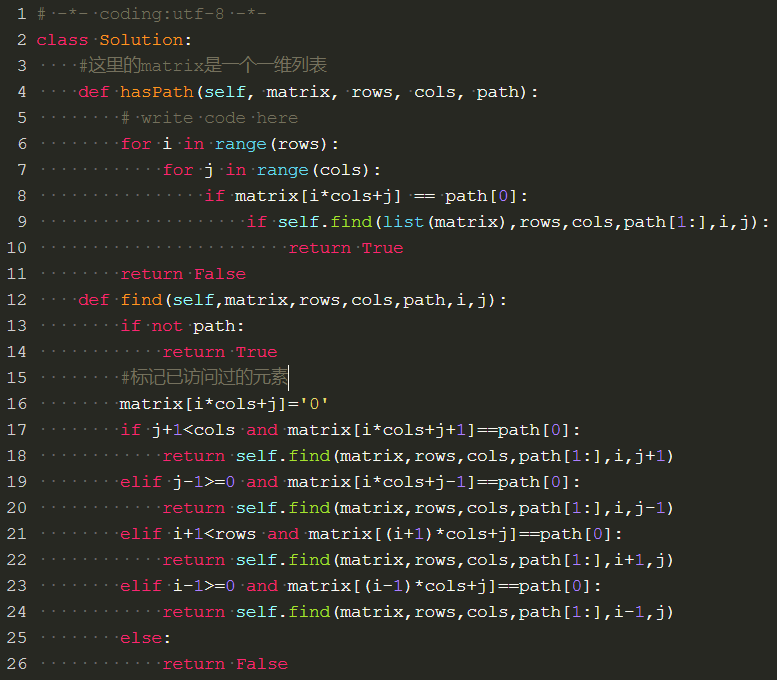 1 # -*- coding:utf-8 -*-
2 class Solution:
3     #这里的matrix是一个一维列表
4     def hasPath(self, matrix, rows, cols, path):
5         # write code here
6         for i in range(rows):
7             for j in range(cols):
8                 if matrix[i*cols+j] == path[0]:
9                     if self.find(list(matrix),rows,cols,path[1:],i,j):
10                         return True
11         return False
12     def find(self,matrix,rows,cols,path,i,j):
13         if not path:
14             return True
15         #标记已访问过的元素
16         matrix[i*cols+j]='0'
17         if j+1<cols and matrix[i*cols+j+1]==path[0]:
18             return self.find(matrix,rows,cols,path[1:],i,j+1)
19         elif j-1>=0 and matrix[i*cols+j-1]==path[0]:
20             return self.find(matrix,rows,cols,path[1:],i,j-1)
21         elif i+1<rows and matrix[(i+1)*cols+j]==path[0]:
22             return self.find(matrix,rows,cols,path[1:],i+1,j)
23         elif i-1>=0 and matrix[(i-1)*cols+j]==path[0]:
24             return self.find(matrix,rows,cols,path[1:],i-1,j)
25         else:
26             return False